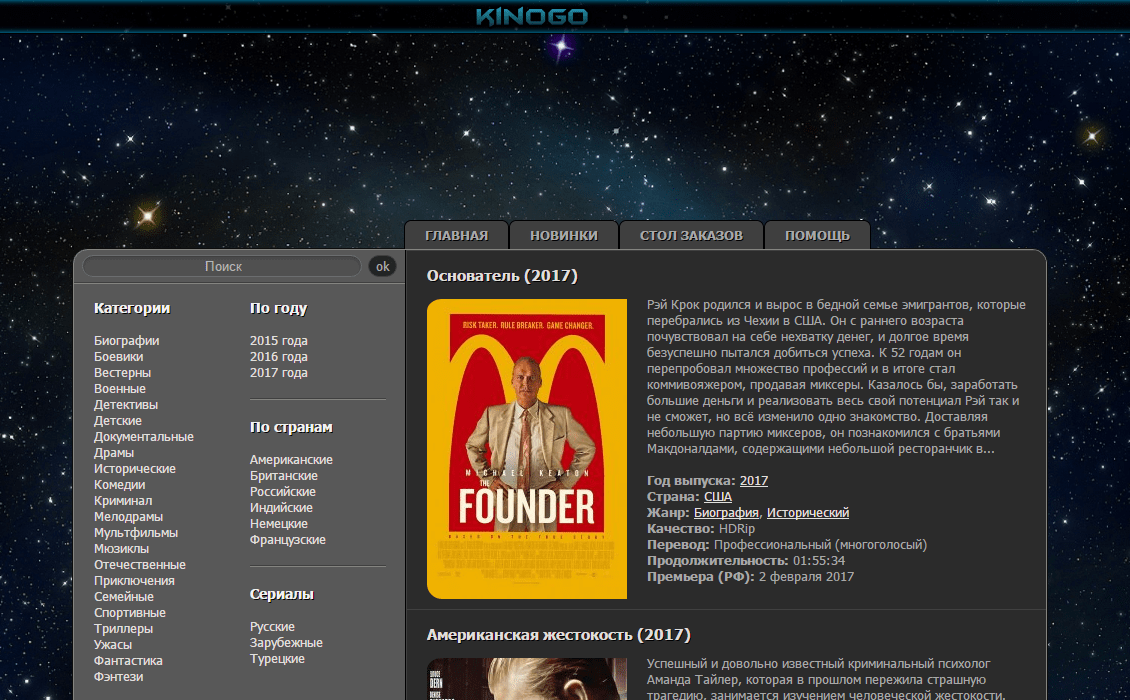 KINOGO
ГЛАВНАЯ
НОВИНКИ
СТОЛ ЗАКАЗОВ
ПОМОЩЬ
Поиск
ok
Категории
Биографии
Боевики
Вестерны
Военные
Детективы
Детские
Документальные
Драмы
Исторические
Комедии
Криминал
Мелодрамы
Мультфильмы
Мюзиклы
Отечественные
Приключения
Семейные
Спортивные
Триллеры
Ужасы
Фантастика
Фэнтези
По году
2015 года
2016 года
2017 года
По странам
Американские
Британские
Российские
Индийские
Немецкие
Французские
Сериалы
Русские
Зарубежные
Турецкие
Основатель (2017)
RISK TAKER. RULE BREAKER. GAME CHANGER.
MICHAEL KEATON
THE
FOUNDER
BASED ON THE TRUE STORY
Рэй Крок родился и вырос в бедной семье эмигрантов, которые
перебрались из Чехии в США. Он с раннего возраста
почувствовал на себе нехватку денег, и долгое время
безуспешно пытался добиться успеха. К 52 годам он
перепробовал множество профессий и в итоге стал
коммивояжером, продавая миксеры. Казалось бы, заработать
большие деньги и реализовать весь свой потенциал Рэй так и
не сможет, но всё изменило одно знакомство. Доставляя
небольшую партию миксеров, он познакомился с братьями
Макдоналдами, содержащими небольшой ресторанчик в...
Год выпуска: 2017
Страна: США
Жанр: Биография, Исторический
Качество: HDRip
Перевод: Профессиональный (многоголосый)
Продолжительность: 01:55:34
Премьера (РФ): 2 февраля 2017
Американская жестокость (2017)
BRUCE
DERN
DENISE
Успешный и довольно известный криминальный психолог
Аманда Тайлер, которая в прошлом пережила страшную
трагедию, занимается изучением человеческой жестокости.